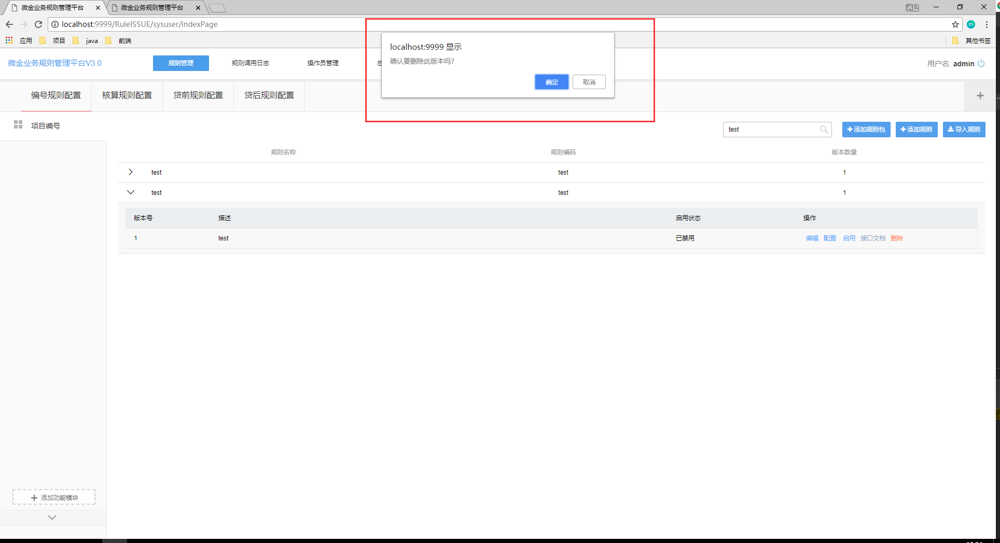 微金业务规则管理平台
微金业务规则管理平台
涵晨
localhost:9999/RuleISSUE/sysuser/indexPage
m
应用
项目
java
前端
其他书签
localhost:9999 显示
确认要删除此版本吗?
确定
取消
微金业务规则管理平台V3.0
规则管理
规则调用日志
操作员管理
总
用户名: admin
编号规则配置
核算规则配置
贷前规则配置
贷后规则配置
项目编号
test
添加规则包
添加规则
导入规则
规则名称
规则编码
版本数量
test
test
1
test
test
1
版本号
描述
启用状态
操作
1
test
已禁用
编辑
配置
启用
接口文档
删除
添加功能模块